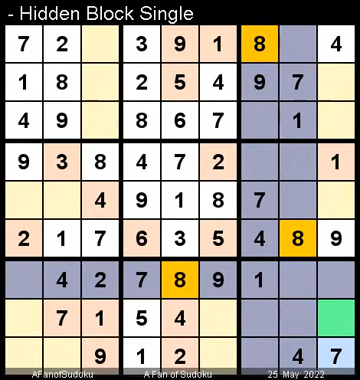 - Hidden Block Single
7 2 3 9 1 8 4
1 8 2 5 4 9 7
4 9 8 6 7 1
9 3 8 4 7 2 1
4 9 1 8 7
2 1 7 6 3 5 4 8 9
4 2 7 8 9 1
7 1 5 4
9 1 2 4 7
AFanofSudoku A Fan of Sudoku 25 May 2022